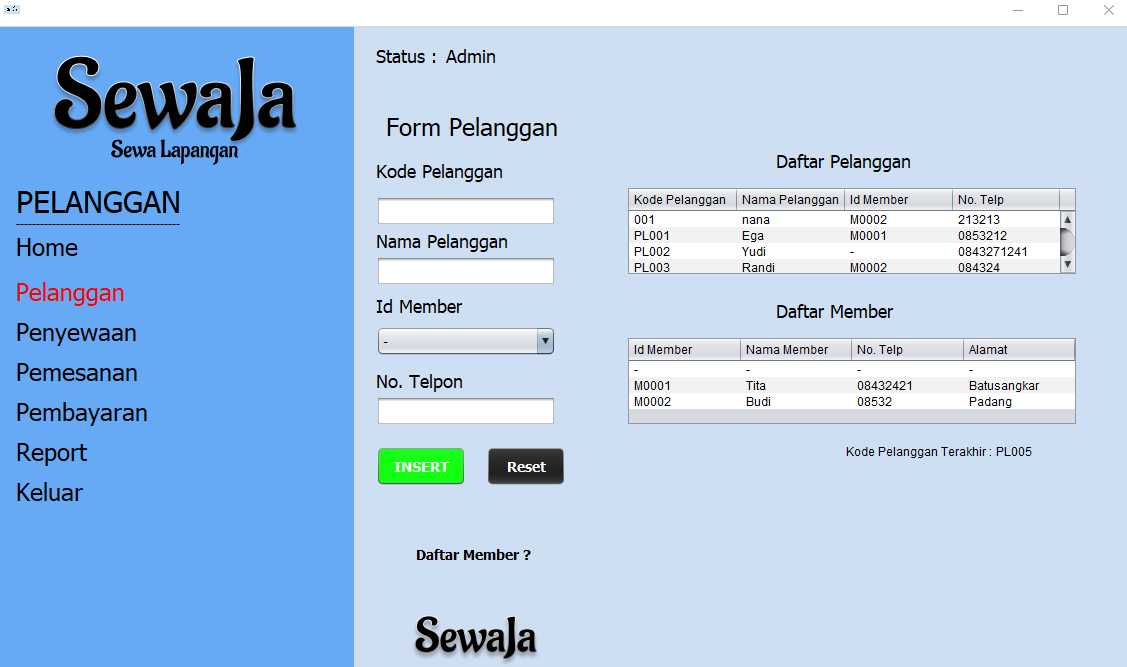 SewaJa
Sewa Lapangan
PELANGGAN
Home
Pelanggan
Penyewaan
Pemesanan
Pembayaran
Report
Keluar
Status : Admin
Form Pelanggan
Kode Pelanggan
Nama Pelanggan
Id Member
-
No. Telpon
INSERT Reset
Daftar Member ?
SewaJa
Daftar Pelanggan
Kode Pelanggan Nama Pelanggan Id Member No. Telp
001 nana M0002 213213
PL001 Ega M0001 0853212
PL002 Yudi - 0843271241
PL003 Randi M0002 084324
Daftar Member
Id Member Nama Member No. Telp Alamat
- - - -
M0001 Tita 08432421 Batusangkar
M0002 Budi 08532 Padang
Kode Pelanggan Terakhir : PL005